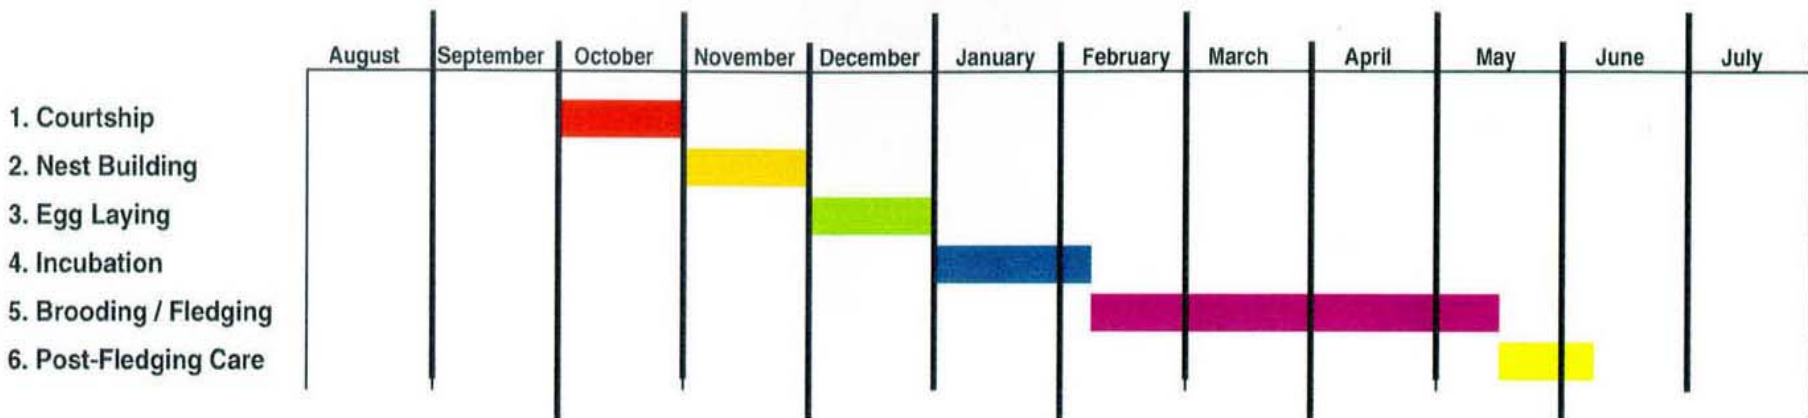 August September October November December January February March April May June July
1. Courtship
2. Nest Building
3. Egg Laying
4. Incubation
5. Brooding / Fledging
6. Post-Fledging Care